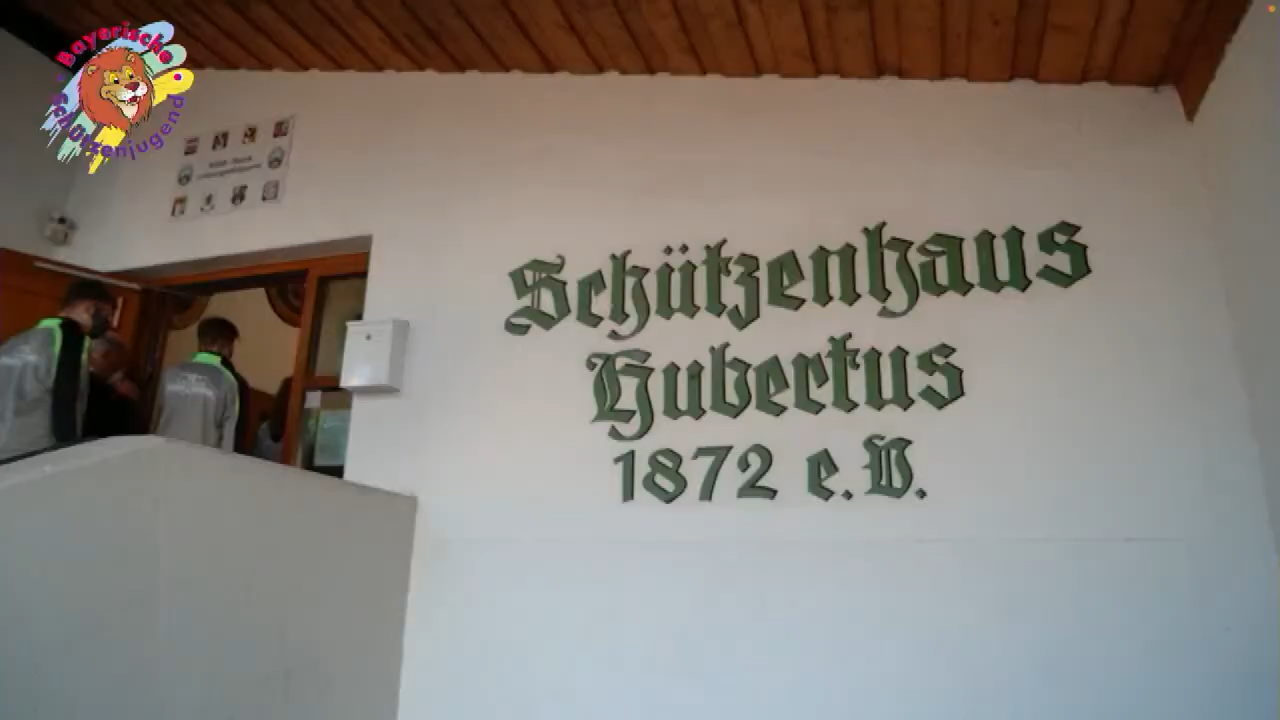 Bayerische
Schützenjugend
Schützenhaus
Hubertus
1872 e.V.